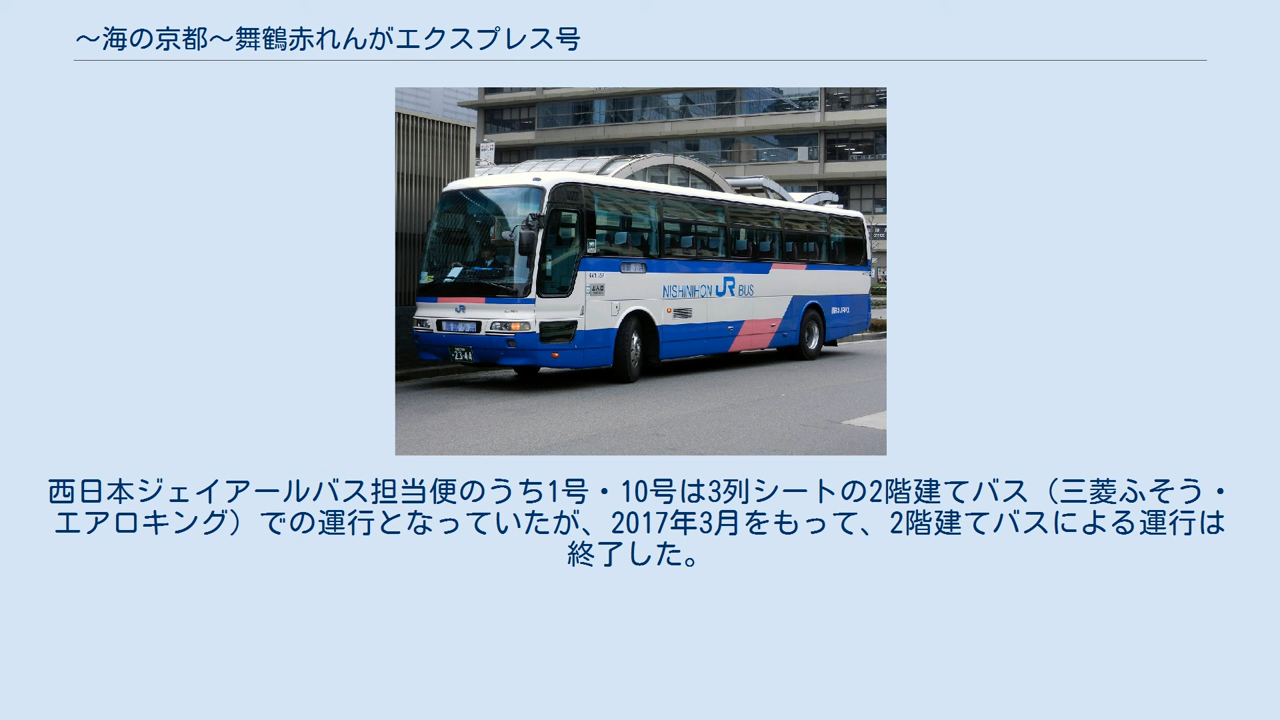 ～海の京都～舞鶴赤れんがエクスプレス号
NISHINIHON JR BUS
JR
2344
西日本ジェイアールバス担当便のうち1号・10号は3列シートの2階建てバス（三菱ふそう・
エアロキング）での運行となっていたが、2017年3月をもって、2階建てバスによる運行は
終了した。